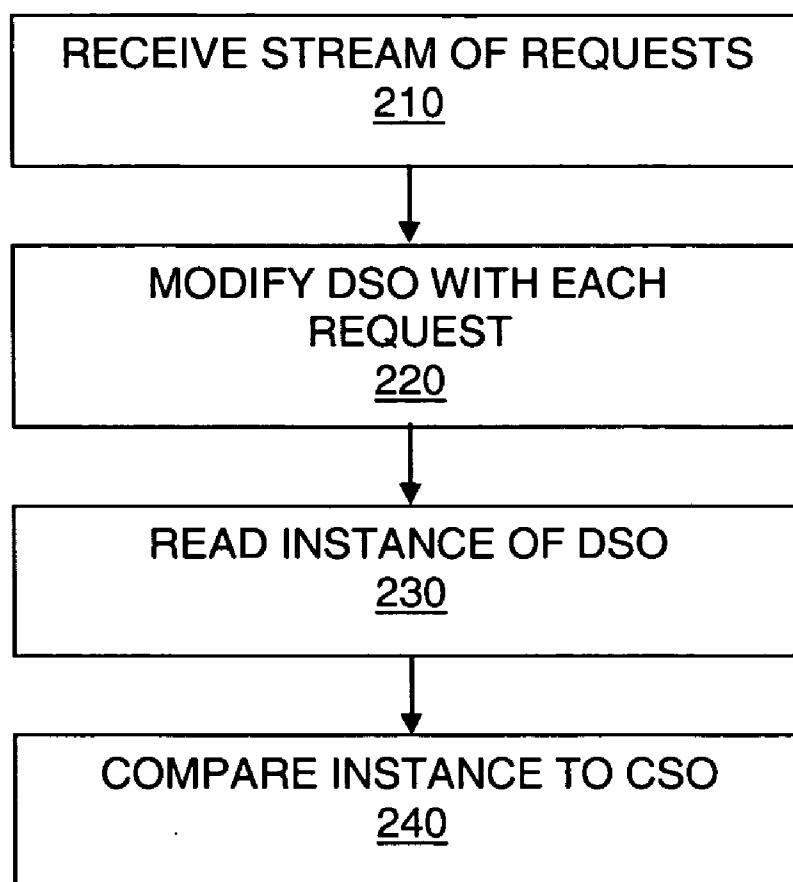 RECEIVE STREAM OF REQUESTS
210
MODIFY DSO WITH EACH
REQUEST
220
READ INSTANCE OF DSO
230
COMPARE INSTANCE TO CSO
240